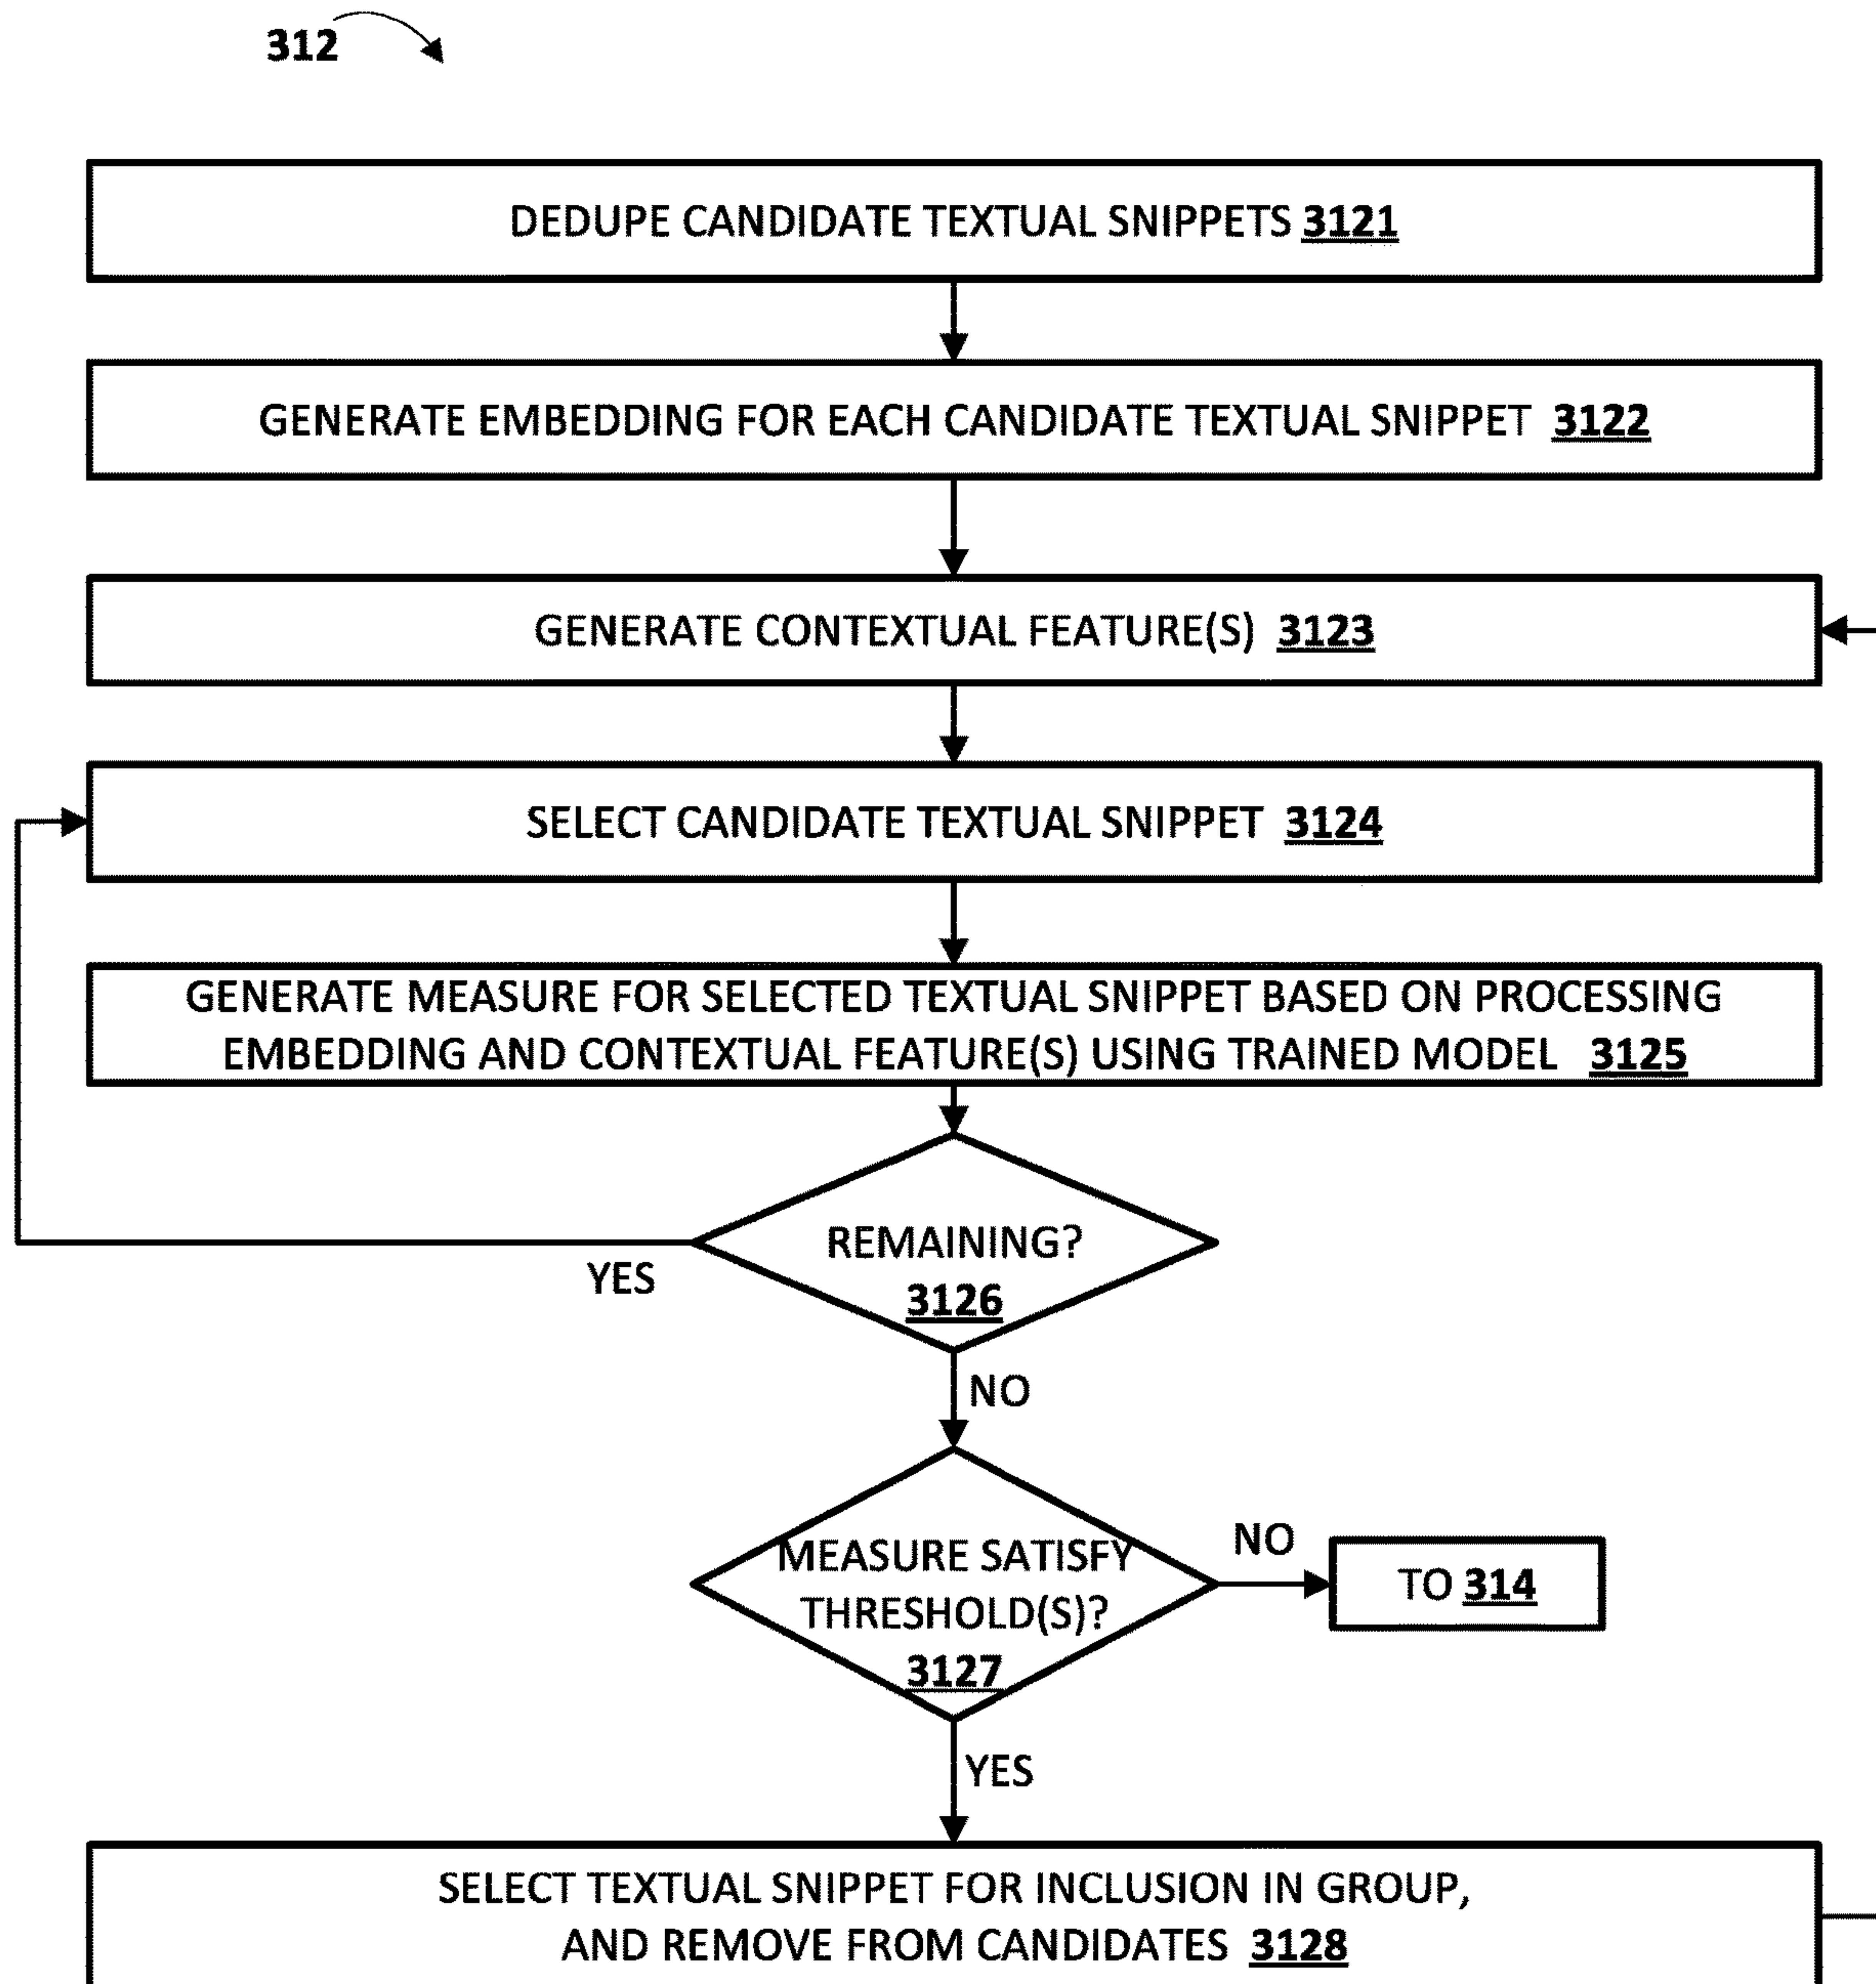 312
DEDUPE CANDIDATE TEXTUAL SNIPPETS 3121
GENERATE EMBEDDING FOR EACH CANDIDATE TEXTUAL SNIPPET 3122
GENERATE CONTEXTUAL FEATURE(S) 3123
SELECT CANDIDATE TEXTUAL SNIPPET 3124
GENERATE MEASURE FOR SELECTED TEXTUAL SNIPPET BASED ON PROCESSING
EMBEDDING AND CONTEXTUAL FEATURE(S) USING TRAINED MODEL 3125
REMAINING?
YES
3126
NO
MEASURE SATISFY
THRESHOLD(S)?
3127
NO
TO 314
YES
SELECT TEXTUAL SNIPPET FOR INCLUSION IN GROUP,
AND REMOVE FROM CANDIDATES 3128